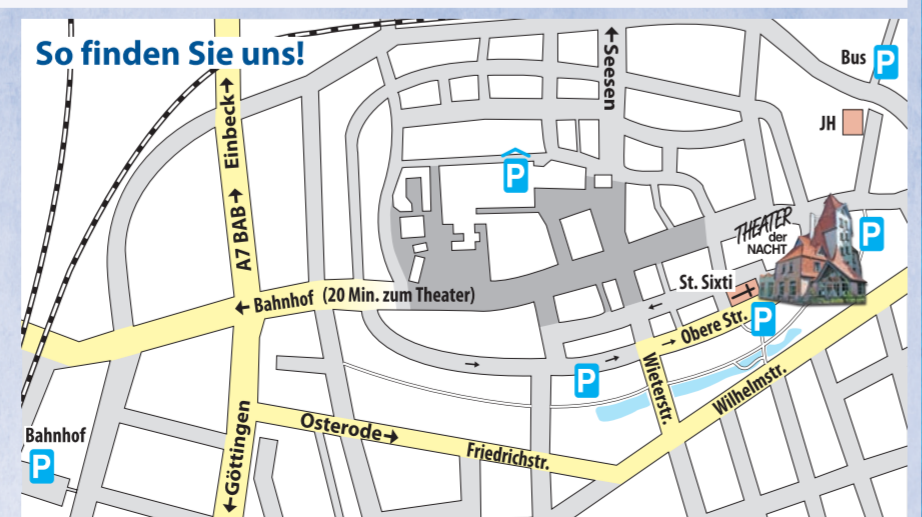 So finden Sie uns!
←Seesen
Bus P
Einbeck→
JH
P
A7 BAB→
THEATER
der
NACHT
P
St. Sixti
← Bahnhof (20 Min. zum Theater)
→ Obere Str.
P
P
Wieterstr.
Wilhelmstr.
Osterode→
Friedrichstr.
Bahnhof
P
←Göttingen